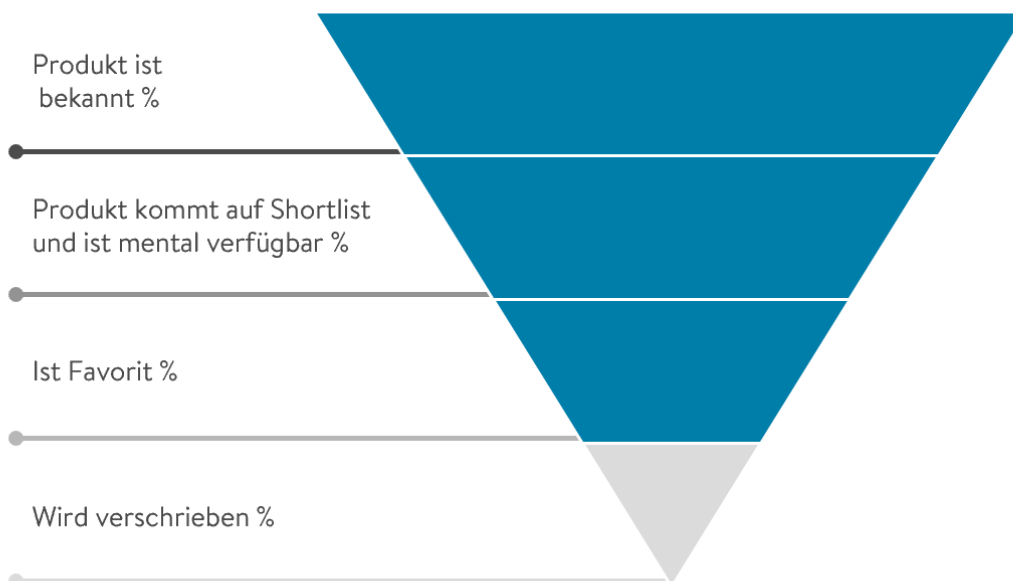 Produkt ist
bekannt %
Produkt kommt auf Shortlist
und ist mental verfügbar %
Ist Favorit %
Wird verschrieben %